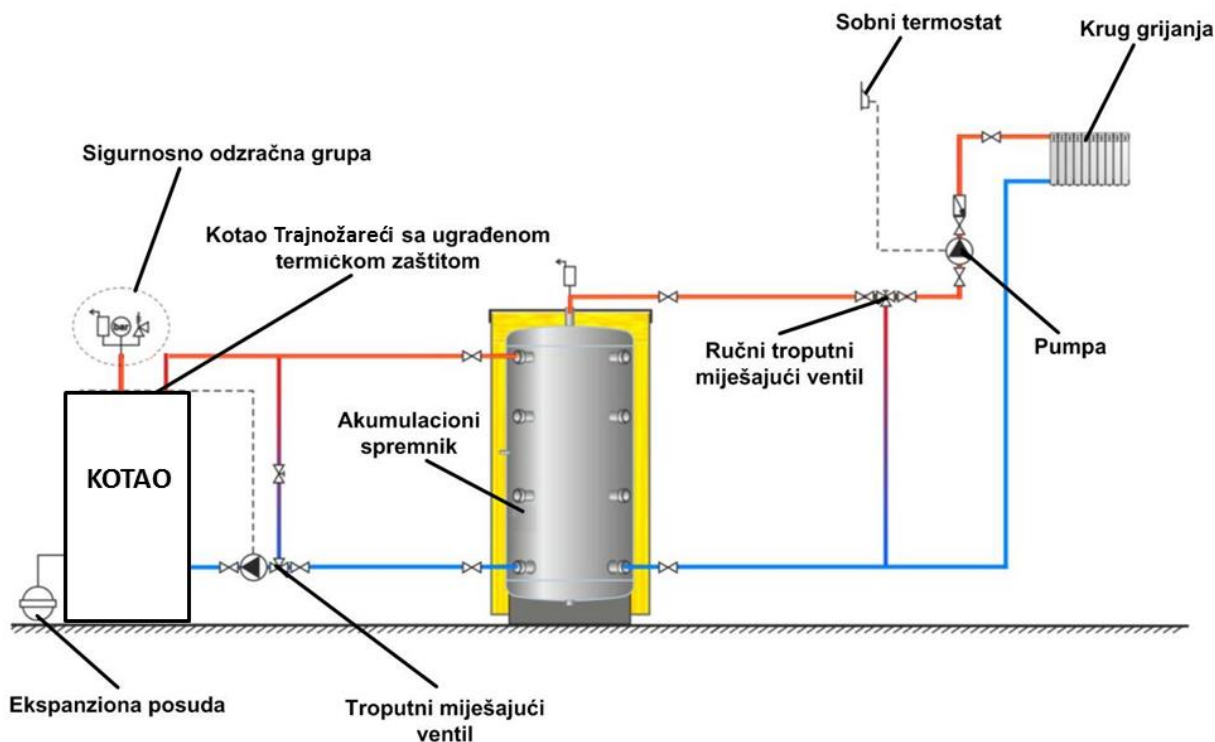 Sobni termostat
Krug grijanja
Sigurnosno odzračna grupa
Kotao Trajnožareći sa ugrađenom
termičkom zaštitom
bar
Ručni troputni
miješajući ventil
Pumpa
Akumulacioni
spremnik
KOTAO
Ekspanziona posuda
Troputni miješajući
ventil